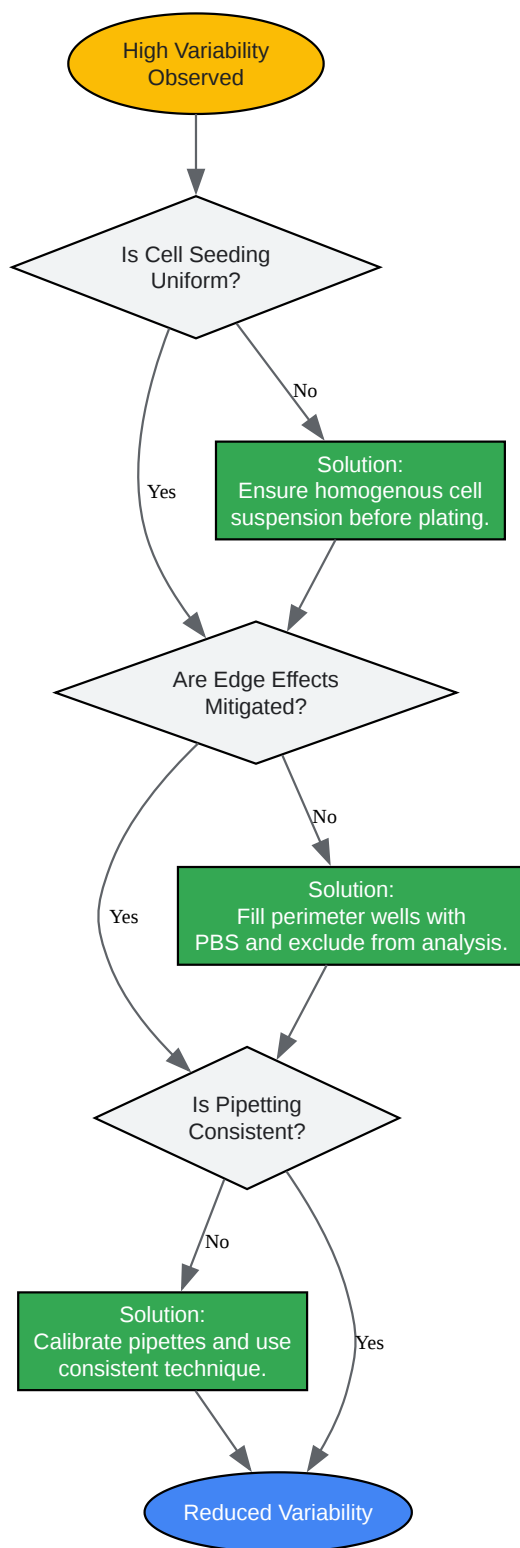 High Variability
Observed
Is Cell Seeding
Uniform?
No
Yes
Solution:
Ensure homogenous cell
suspension before plating.
Are Edge Effects
Mitigated?
No
Yes
Solution:
Fill perimeter wells with
PBS and exclude from analysis.
Is Pipetting
Consistent?
No
Yes
Solution:
Calibrate pipettes and use
consistent technique.
Reduced Variability